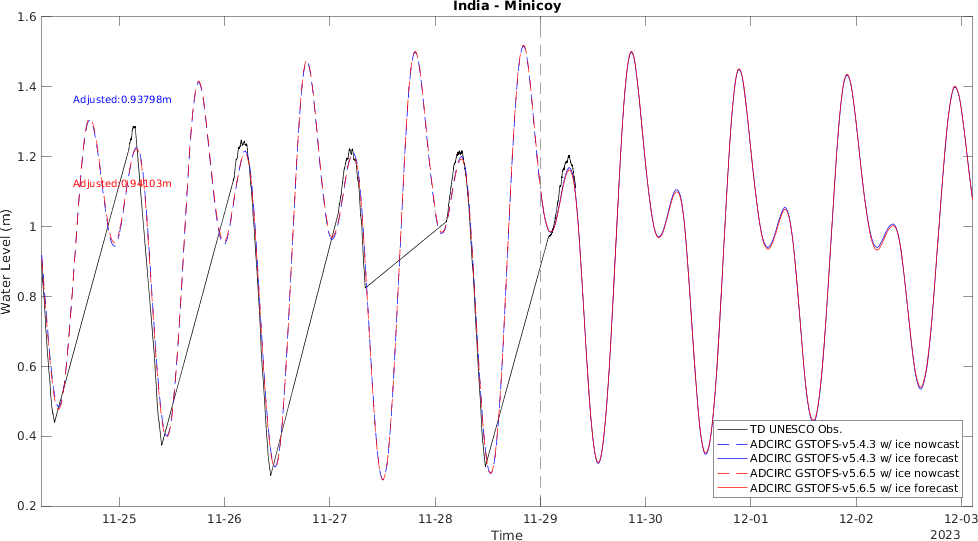 India - Minicoy
1.6
1.4
1.2
1
0.8
0.6
0.4
0.2
Water Level (m)
Adjusted:0.93798m
Adjusted:0.94103m
TD UNESCO Obs.
ADCIRC GSTOFS-v5.4.3 w/ ice nowcast
ADCIRC GSTOFS-v5.4.3 w/ ice forecast
ADCIRC GSTOFS-v5.6.5 w/ ice nowcast
ADCIRC GSTOFS-v5.6.5 w/ ice forecast
11-25 11-26 11-27 11-28 11-29 11-30 12-01 12-02 12-03
Time
2023